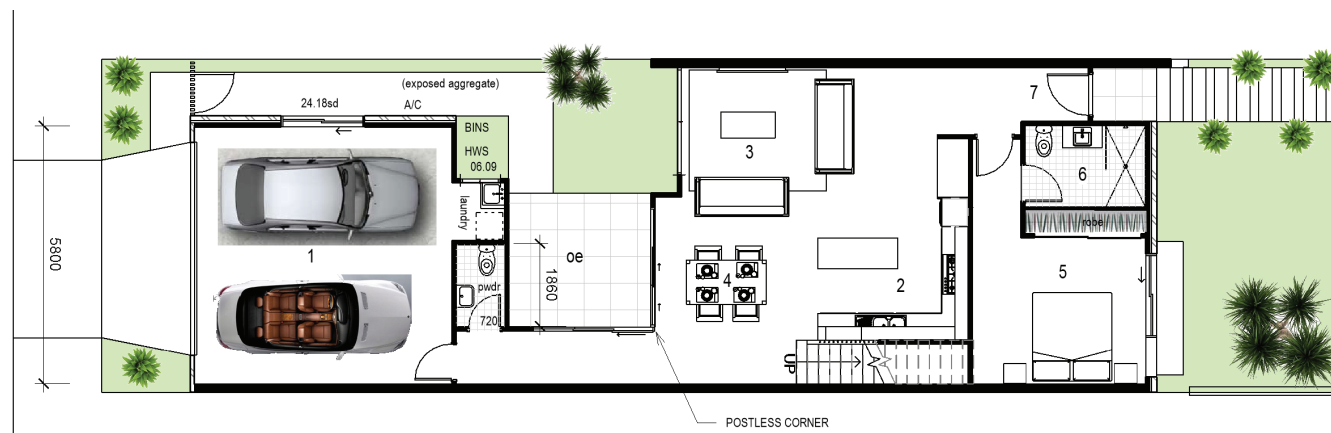 (exposed aggregate)
24.18sd
A/C
BINS
HWS
06.09
laundry
pwdr
720
1860
oe
5800
1
2
3
4
5
6
7
robe
UP
POSTLESS CORNER